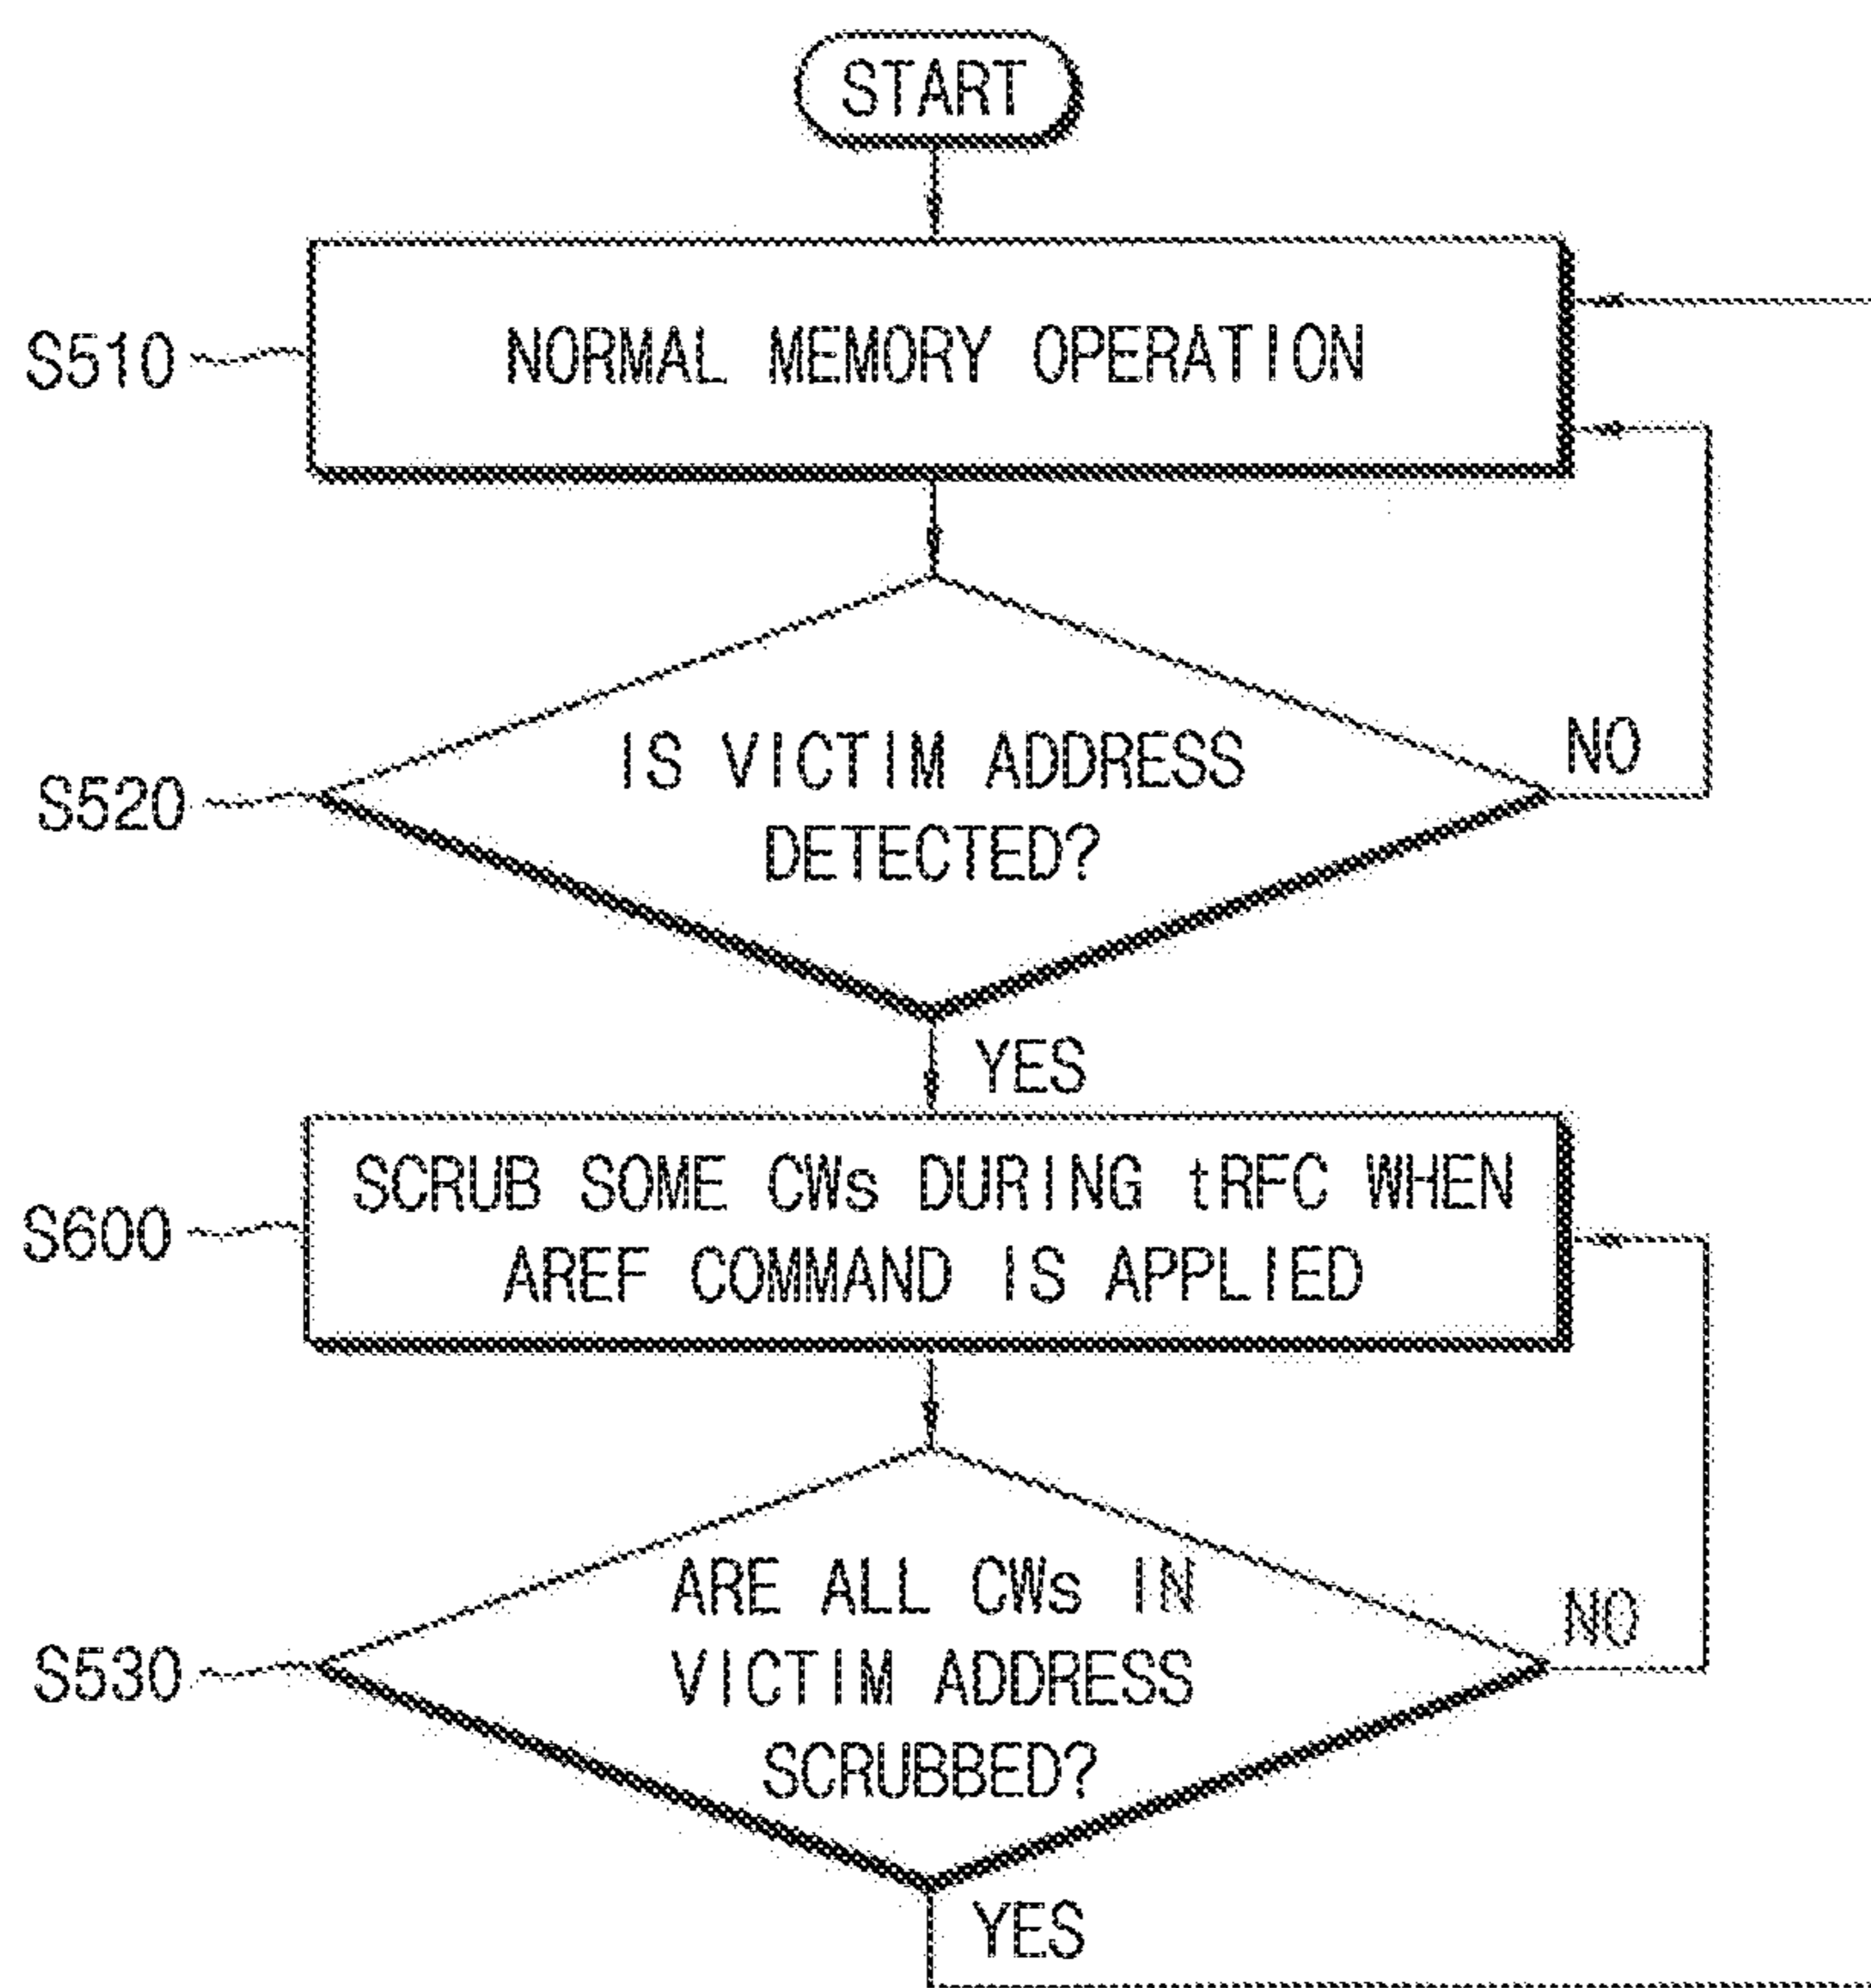 START
S510
NORMAL MEMORY OPERATION
S520
IS VICTIM ADDRESS
DETECTED?
NO
YES
S600
SCRUB SOME CWs DURING tRFC WHEN
AREF COMMAND IS APPLIED
S530
ARE ALL CWs IN
VICTIM ADDRESS
SCRUBBED?
NO
YES